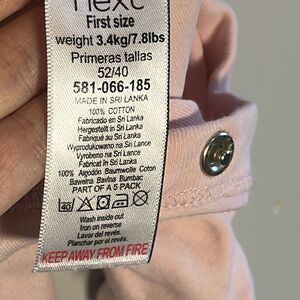 next
First size
weight 3.4kg/7.8lbs
Primeras tallas
52/40
581-066-185
MADE IN SRI LANKA
100% COTTON
Fabricado en Sri Lanka
Hergestellt in Sri Lanka
Fabriqué au Sri Lanka
Wyprodukowano na Sri Lance
Vyrobeno na Sri Lance
Fabricat în Sri Lanka
100% Algodón Baumwolle Coton
Bawełna Bavlna Bumbac
PART OF A 5 PACK
40
Wash inside out
Iron on reverse
Lavar del revés.
Planchar por el revés.
KEEP AWAY FROM FIRE